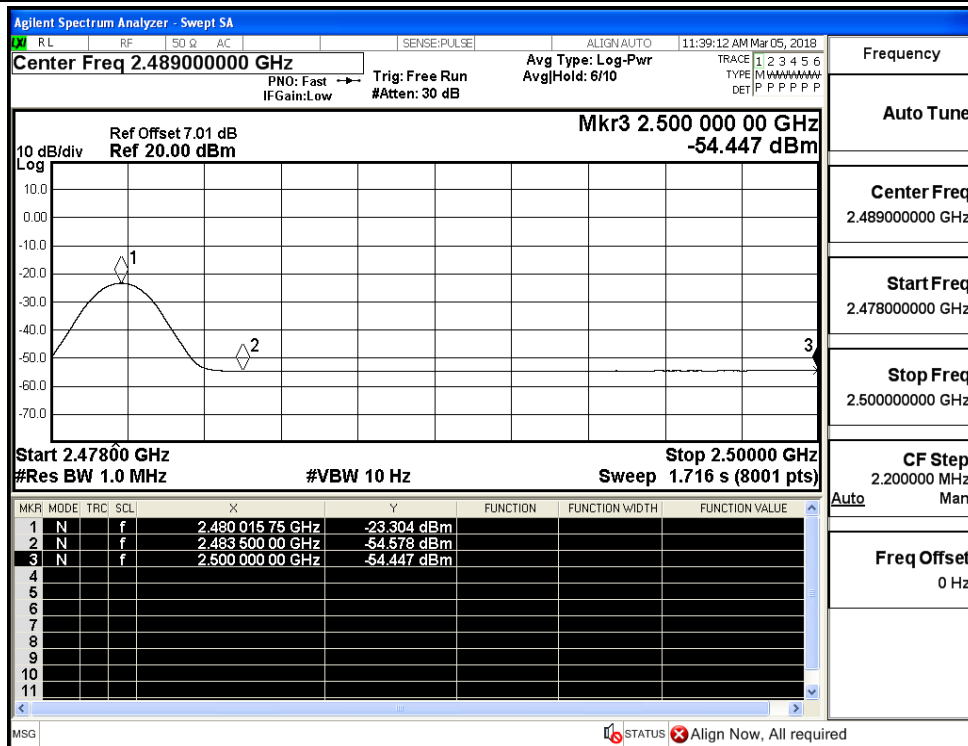 Agilent Spectrum Analyzer - Swept SA
LXI RL RF 50 Ω AC SENSE:PULSE ALIGN AUTO 11:39:12 AM Mar 05, 2018
Center Freq 2.489000000 GHz
PNO: Fast
IFGain:Low
Trig: Free Run
#Atten: 30 dB
Avg Type: Log-Pwr
Avg|Hold: 6/10
TRACE 1 2 3 4 5 6
TYPE M WWWWW
DET P P P P P P
Ref Offset 7.01 dB
10 dB/div Ref 20.00 dBm
Log
Mkr3 2.500 000 00 GHz
-54.447 dBm
10.0
0.00
-10.0
-20.0
-30.0
-40.0
-50.0
-60.0
-70.0
1
2
3
Start 2.47800 GHz Stop 2.50000 GHz
#Res BW 1.0 MHz #VBW 10 Hz Sweep 1.716 s (8001 pts)
MKR MODE TRC SCL X Y FUNCTION FUNCTION WIDTH FUNCTION VALUE
1 N f 2.480 015 75 GHz -23.304 dBm
2 N f 2.483 500 00 GHz -54.578 dBm
3 N f 2.500 000 00 GHz -54.447 dBm
4
5
6
7
8
9
10
11
MSG STATUS Align Now, All required
Frequency
Auto Tune
Center Freq
2.489000000 GHz
Start Freq
2.478000000 GHz
Stop Freq
2.500000000 GHz
CF Step
2.200000 MHz
Auto Man
Freq Offset
0 Hz